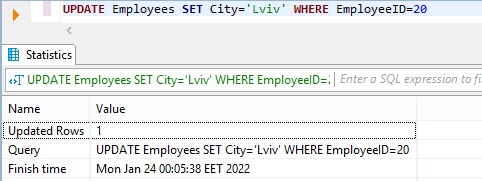 UPDATE Employees SET City='Lviv' WHERE EmployeeID=20
Statistics
UPDATE Employees SET City='Lviv' WHERE EmployeeID=2
Enter a SQL expression to fi
Name Value
Updated Rows 1
Query UPDATE Employees SET City='Lviv' WHERE EmployeeID=20
Finish time Mon Jan 24 00:05:38 EET 2022